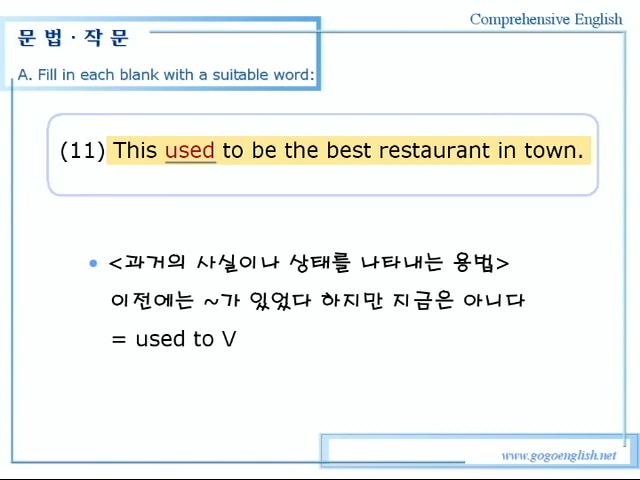 Comprehensive English
문 법 · 작 문
A. Fill in each blank with a suitable word:
(11) This used to be the best restaurant in town.
• <과거의 사실이나 상태를 나타내는 용법>
이전에는 ~가 있었다 하지만 지금은 아니다
= used to V
www.gogoenglish.net